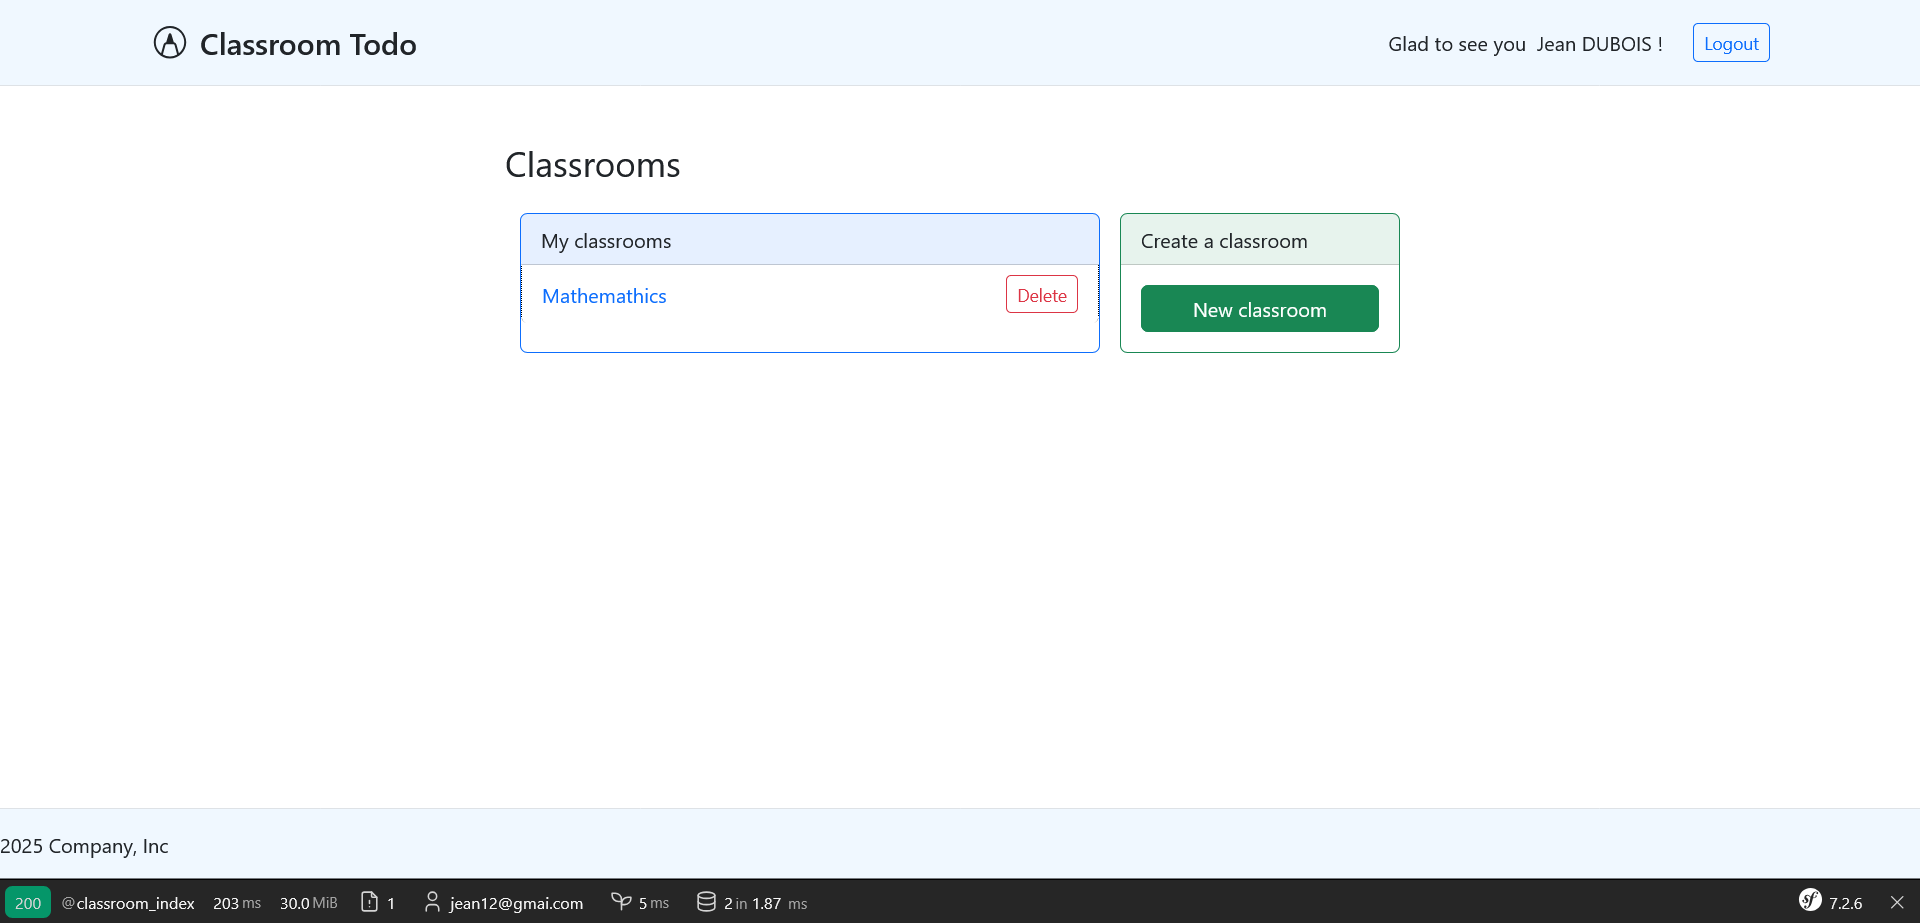 Classroom Todo
Glad to see you Jean DUBOIS !
Logout
Classrooms
My classrooms
Mathemathics
Delete
Create a classroom
New classroom
2025 Company, Inc
200 @classroom_index 203 ms 30.0 MiB 1 jean12@gmai.com 5 ms 2 in 1.87 ms sf 7.2.6